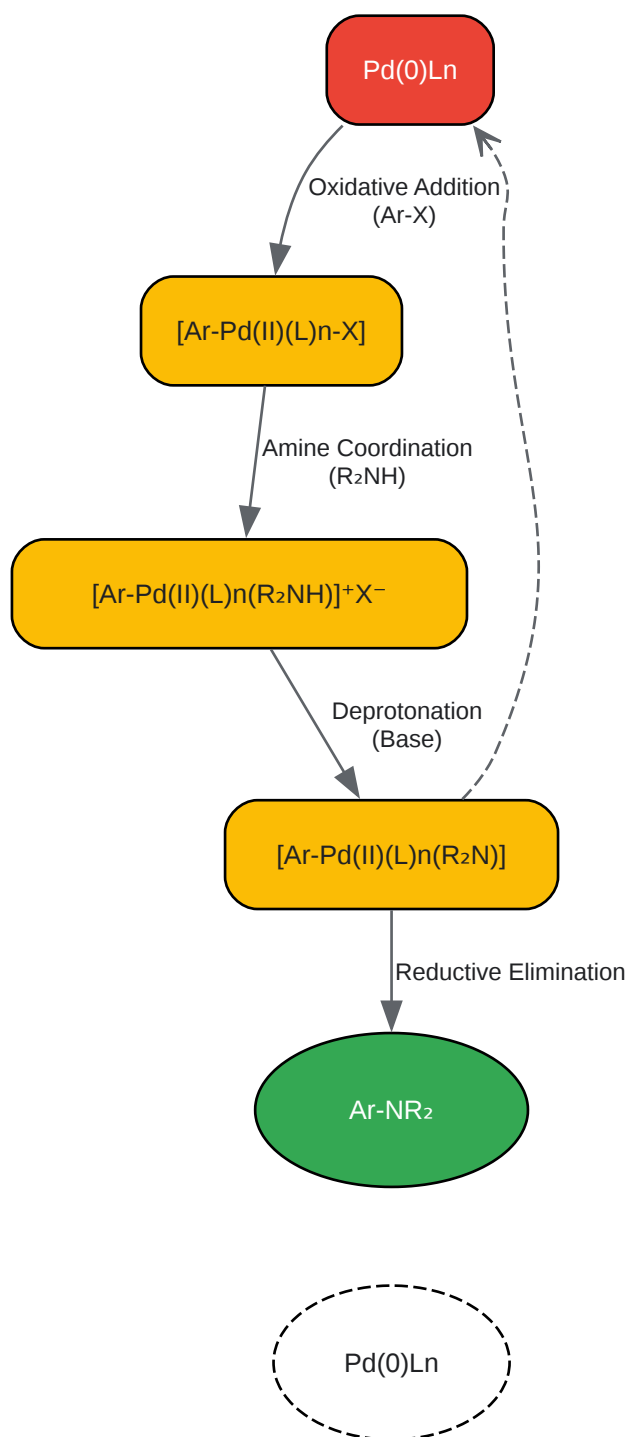 Pd(0)Ln
Oxidative Addition
(Ar-X)
[Ar-Pd(II)(L)n-X]
Amine Coordination
(R₂NH)
[Ar-Pd(II)(L)n(R₂NH)]⁺X⁻
Deprotonation
(Base)
[Ar-Pd(II)(L)n(R₂N)]
Reductive Elimination
Ar-NR₂
Pd(0)Ln